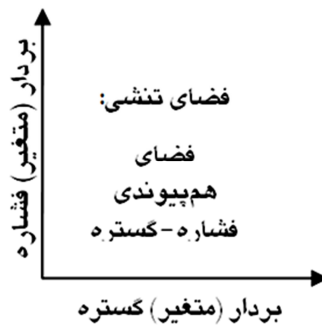 بردار (متغیر) فشاره
فضای تنشی:
فضای
هم‌پیوندی
فشاره - گستره
بردار (متغیر) گستره